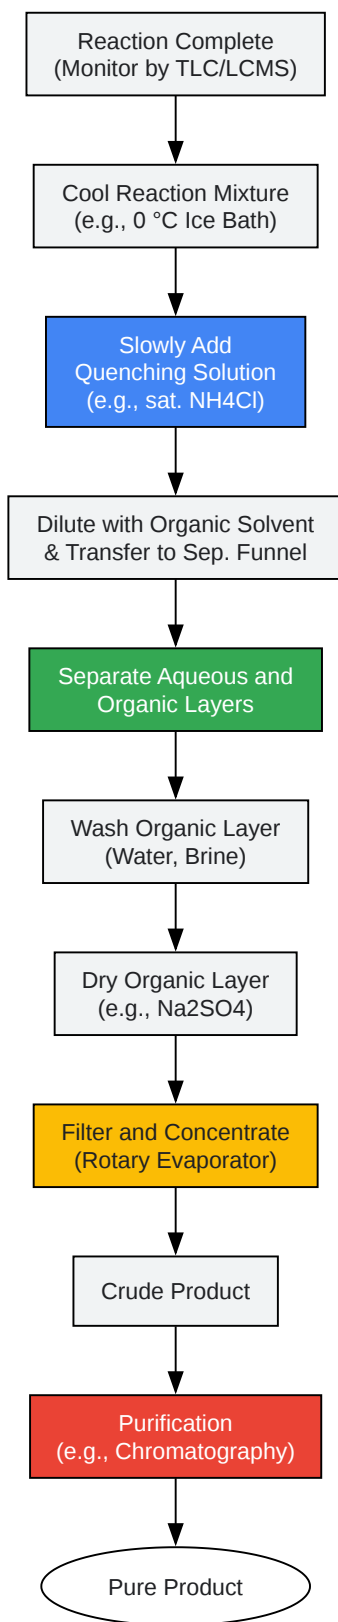 Reaction Complete
(Monitor by TLC/LCMS)
Cool Reaction Mixture
(e.g., 0 °C Ice Bath)
Slowly Add
Quenching Solution
(e.g., sat. NH4Cl)
Dilute with Organic Solvent
& Transfer to Sep. Funnel
Separate Aqueous and
Organic Layers
Wash Organic Layer
(Water, Brine)
Dry Organic Layer
(e.g., Na2SO4)
Filter and Concentrate
(Rotary Evaporator)
Crude Product
Purification
(e.g., Chromatography)
Pure Product